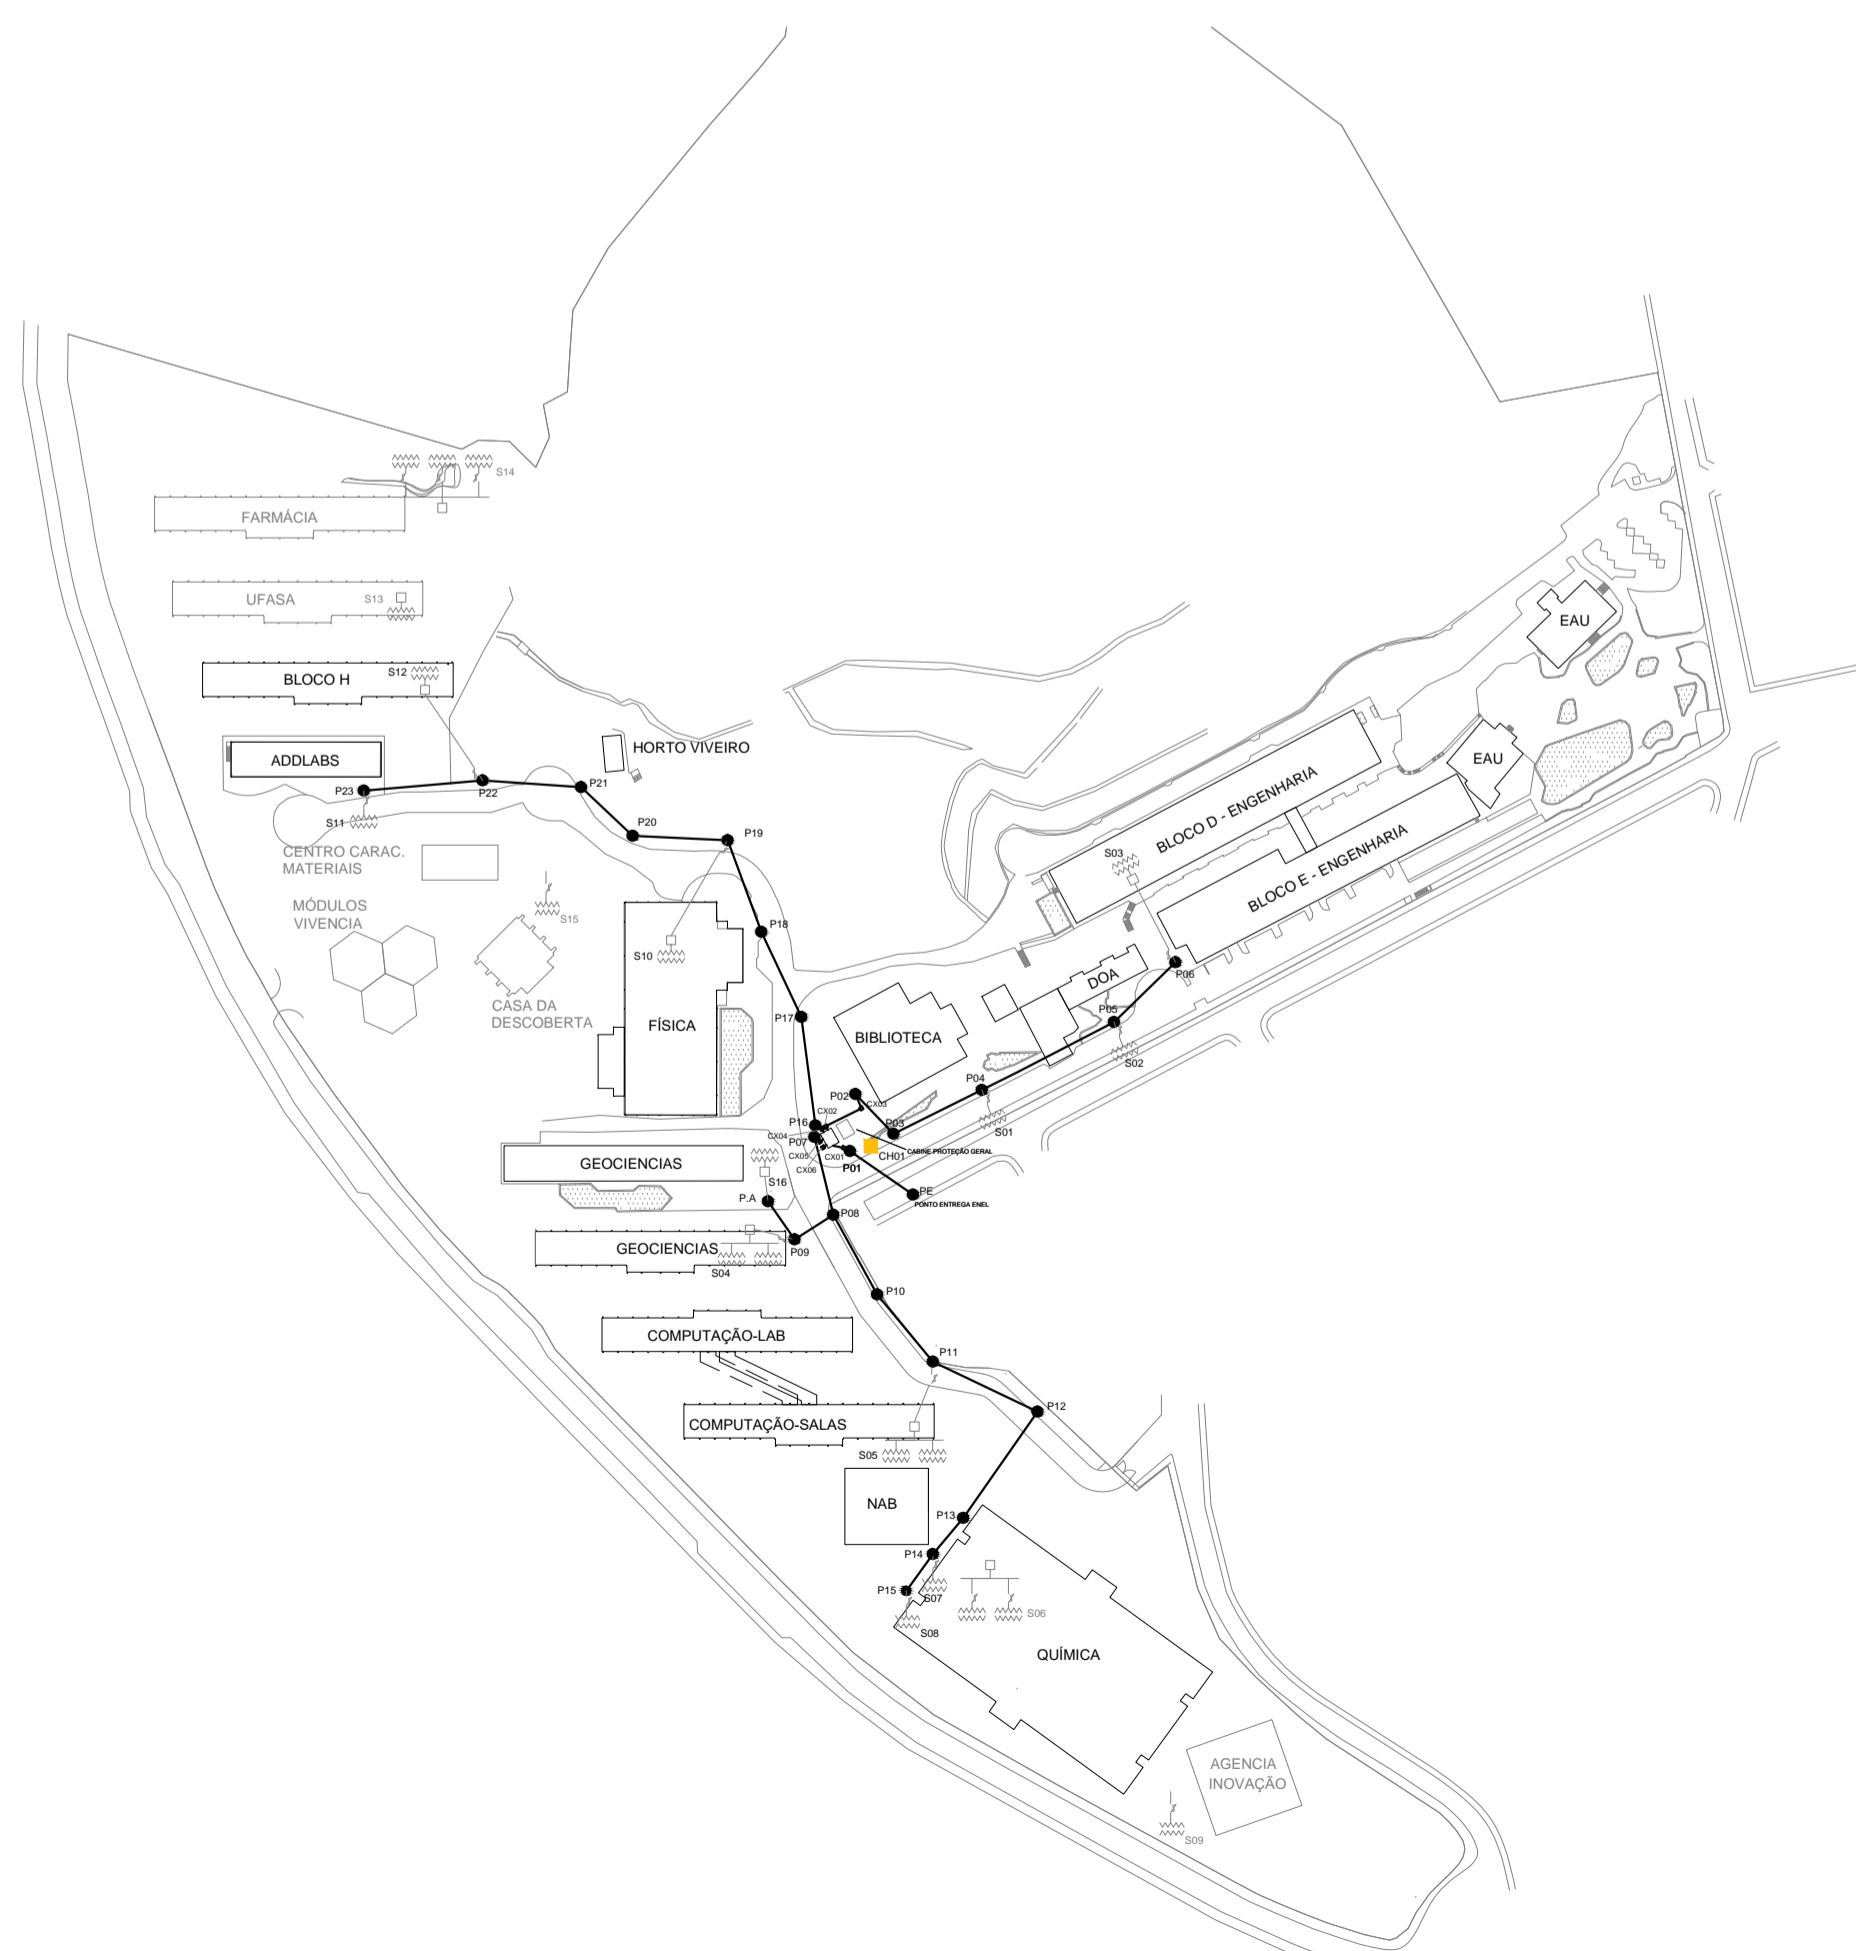 S14
FARMÁCIA
UFASA
S13
BLOCO H
S12
ADDLABS
HORTO VIVEIRO
P23
P22
P21
S11
P20
P19
CENTRO CARAC.
MATERIAIS
MÓDULOS
VIVENCIA
S15
CASA DA
DESCOBERTA
S10
FÍSICA
P18
P17
EAU
EAU
BLOCO D - ENGENHARIA
BLOCO E - ENGENHARIA
S03
DOA
P06
P05
S02
BIBLIOTECA
P04
S01
P02
CX03
CX02
P03
P16
CX04
P07
CX05
CX01
CX06
P01
CH01
CABINE PROTEÇÃO GERAL
PE
PONTO ENTREGA ENEL
GEOCIENCIAS
S16
P.A
P08
GEOCIENCIAS
P09
S04
P10
COMPUTAÇÃO-LAB
P11
P12
COMPUTAÇÃO-SALAS
S05
NAB
P13
P14
P15
S07
S06
S08
QUÍMICA
AGENCIA
INOVAÇÃO
S09